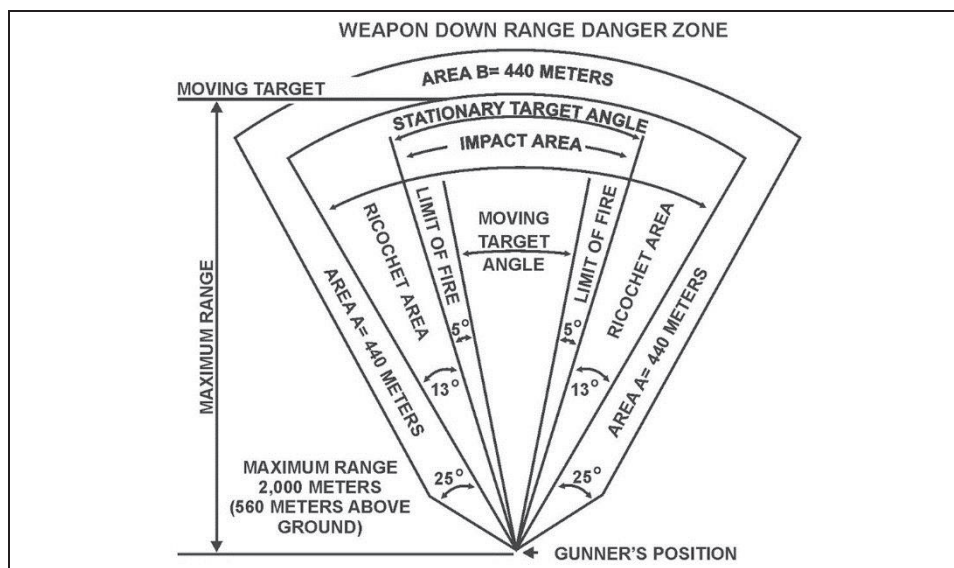 WEAPON DOWN RANGE DANGER ZONE
AREA B= 440 METERS
MOVING TARGET
STATIONARY TARGET ANGLE
IMPACT AREA
LIMIT OF FIRE
LIMIT OF FIRE
MOVING
TARGET
ANGLE
RICOCHET AREA
RICOCHET AREA
AREA A= 440 METERS
AREA A= 440 METERS
MAXIMUM RANGE
5°
5°
13°
13°
25°
25°
MAXIMUM RANGE
2,000 METERS
(560 METERS ABOVE
GROUND)
GUNNER'S POSITION